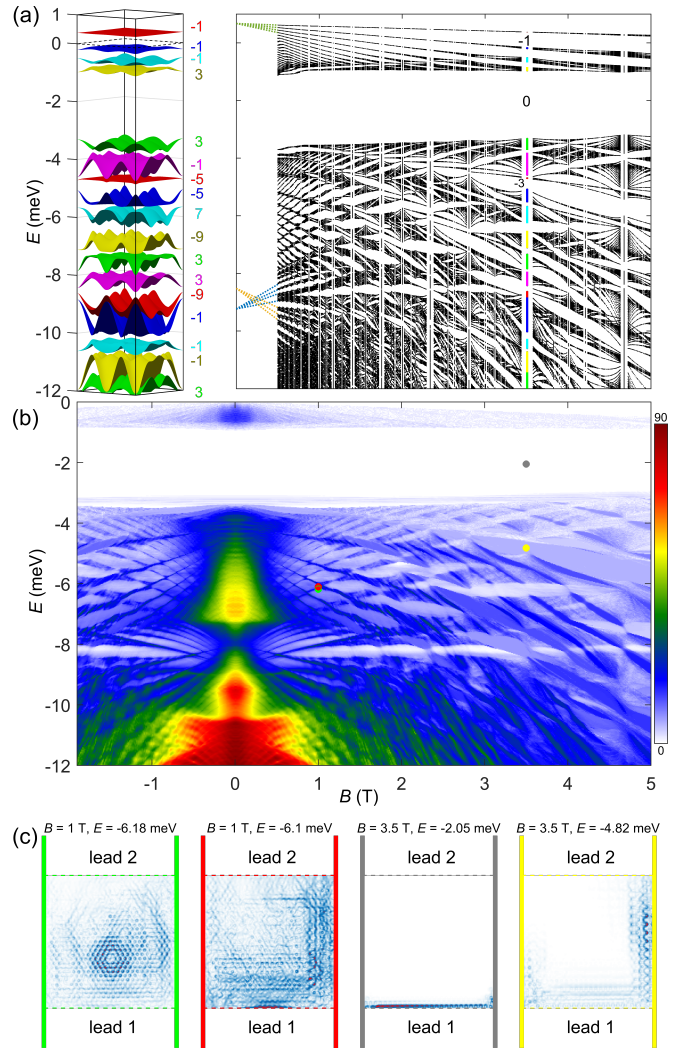 (a)
1
0
-2
-4
-6
-8
-10
-12
E (meV)
-1
-1
-1
3
3
-1
-5
-5
7
-9
3
3
-9
-1
-1
-1
3
-1
0
-3
(b)
0
-2
-4
-6
-8
-10
-12
E (meV)
-1
0
1
2
3
4
5
B (T)
90
0
(c)
B = 1 T, E = -6.18 meV
B = 1 T, E = -6.1 meV
B = 3.5 T, E = -2.05 meV
B = 3.5 T, E = -4.82 meV
lead 2
lead 2
lead 2
lead 2
lead 1
lead 1
lead 1
lead 1